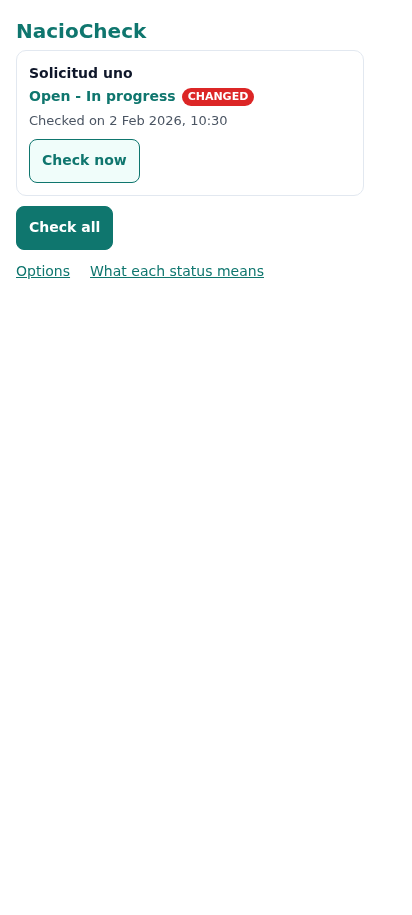 NacioCheck
Solicitud uno
Open - In progress CHANGED
Checked on 2 Feb 2026, 10:30
Check now
Check all
Options What each status means